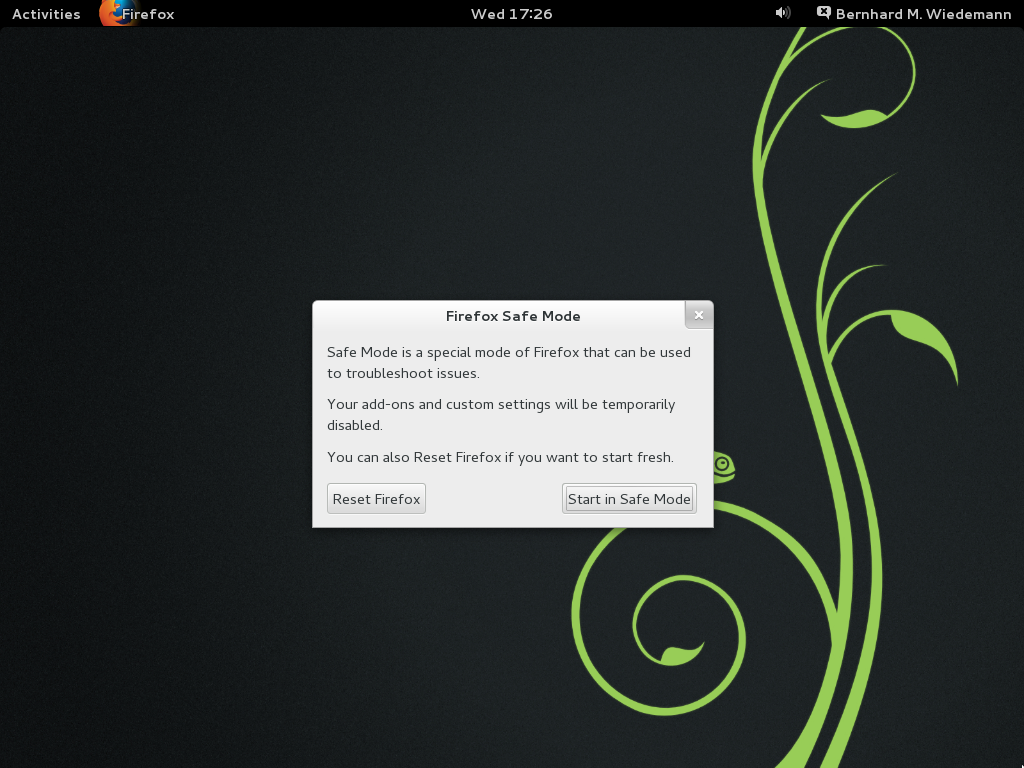 Activities Firefox Wed 17:26 Bernhard M. Wiedemann
Firefox Safe Mode
Safe Mode is a special mode of Firefox that can be used
to troubleshoot issues.
Your add-ons and custom settings will be temporarily
disabled.
You can also Reset Firefox if you want to start fresh.
Reset Firefox Start in Safe Mode